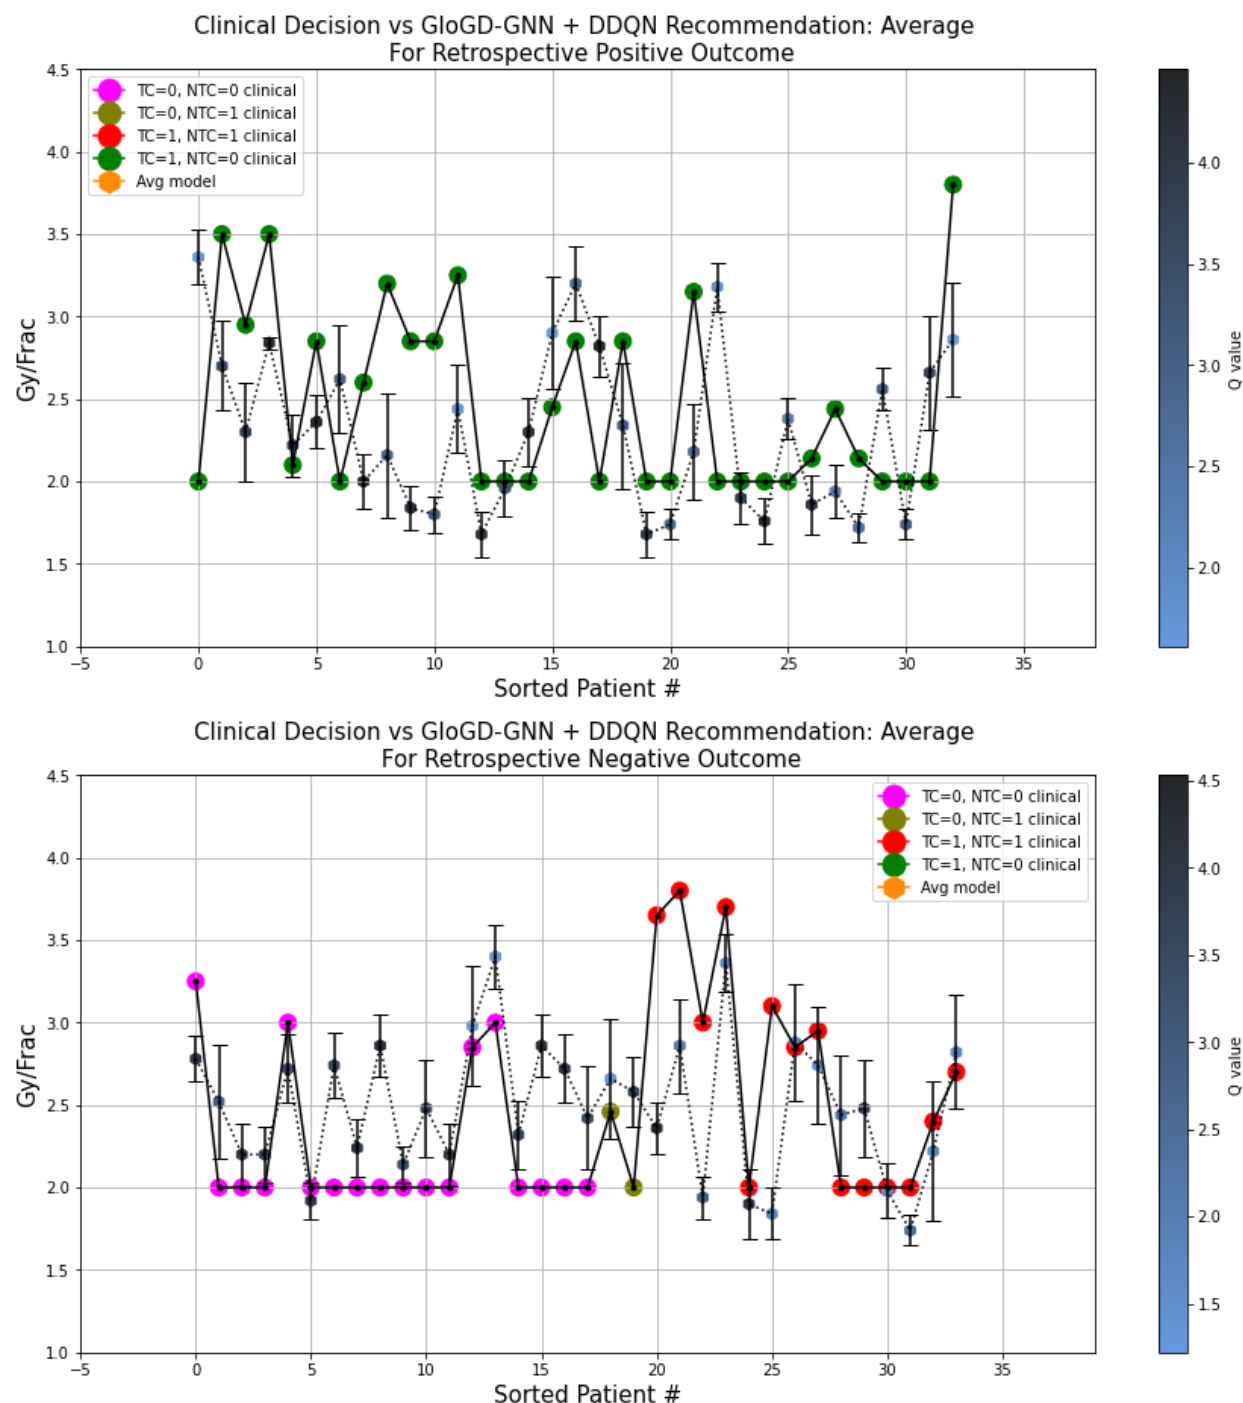 Clinical Decision vs GloGD-GNN + DDQN Recommendation: Average
For Retrospective Positive Outcome
TC=0, NTC=0 clinical
TC=0, NTC=1 clinical
TC=1, NTC=1 clinical
TC=1, NTC=0 clinical
Avg model
Gy/Frac
4.5
4.0
3.5
3.0
2.5
2.0
1.5
1.0
−5 0 5 10 15 20 25 30 35
Sorted Patient #
4.0
3.5
3.0
2.5
2.0
Q value
Clinical Decision vs GloGD-GNN + DDQN Recommendation: Average
For Retrospective Negative Outcome
TC=0, NTC=0 clinical
TC=0, NTC=1 clinical
TC=1, NTC=1 clinical
TC=1, NTC=0 clinical
Avg model
Gy/Frac
4.5
4.0
3.5
3.0
2.5
2.0
1.5
1.0
−5 0 5 10 15 20 25 30 35
Sorted Patient #
4.5
4.0
3.5
3.0
2.5
2.0
1.5
Q value